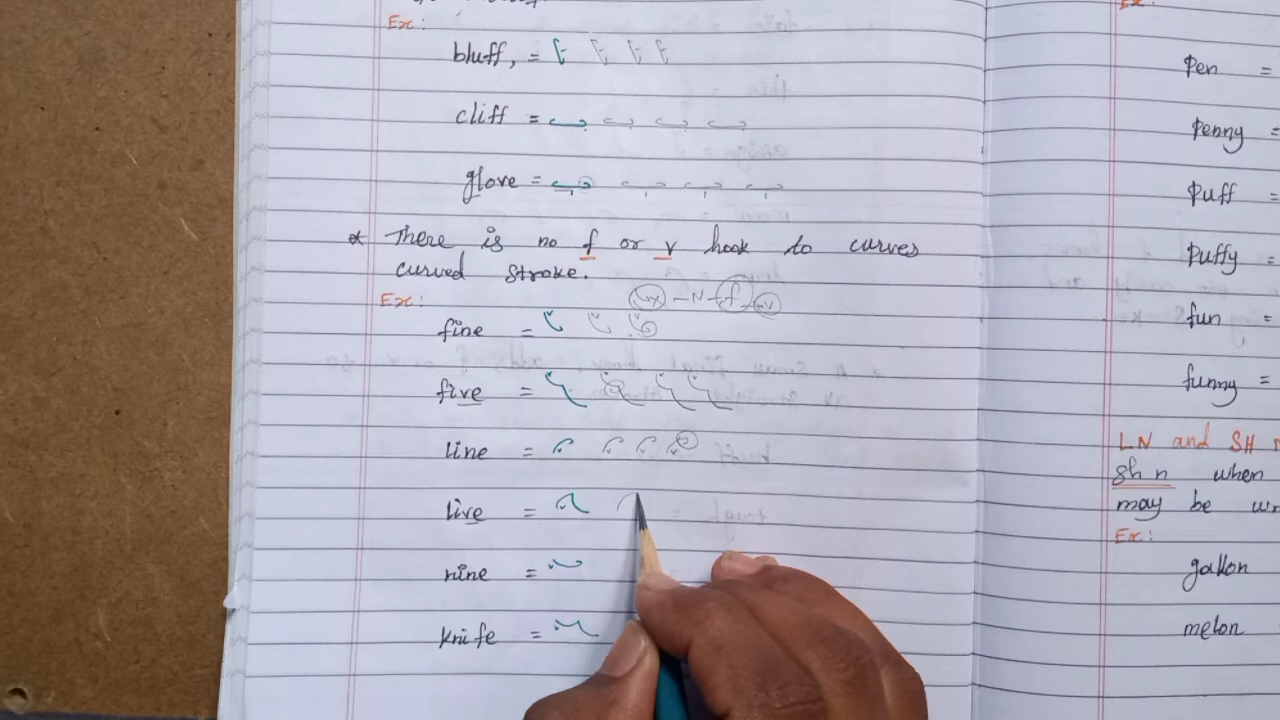 Ex:
bluff, =
cliff =
glove =
* There is no f or v hook to curves
curved stroke.
Ex:
fine =
five =
line =
live =
nine =
knife =
Ex:
Pen =
Penny =
Puff =
Puffy =
fun =
funny =
LN and SH
sh n when
may be
Ex:
gallon
melon